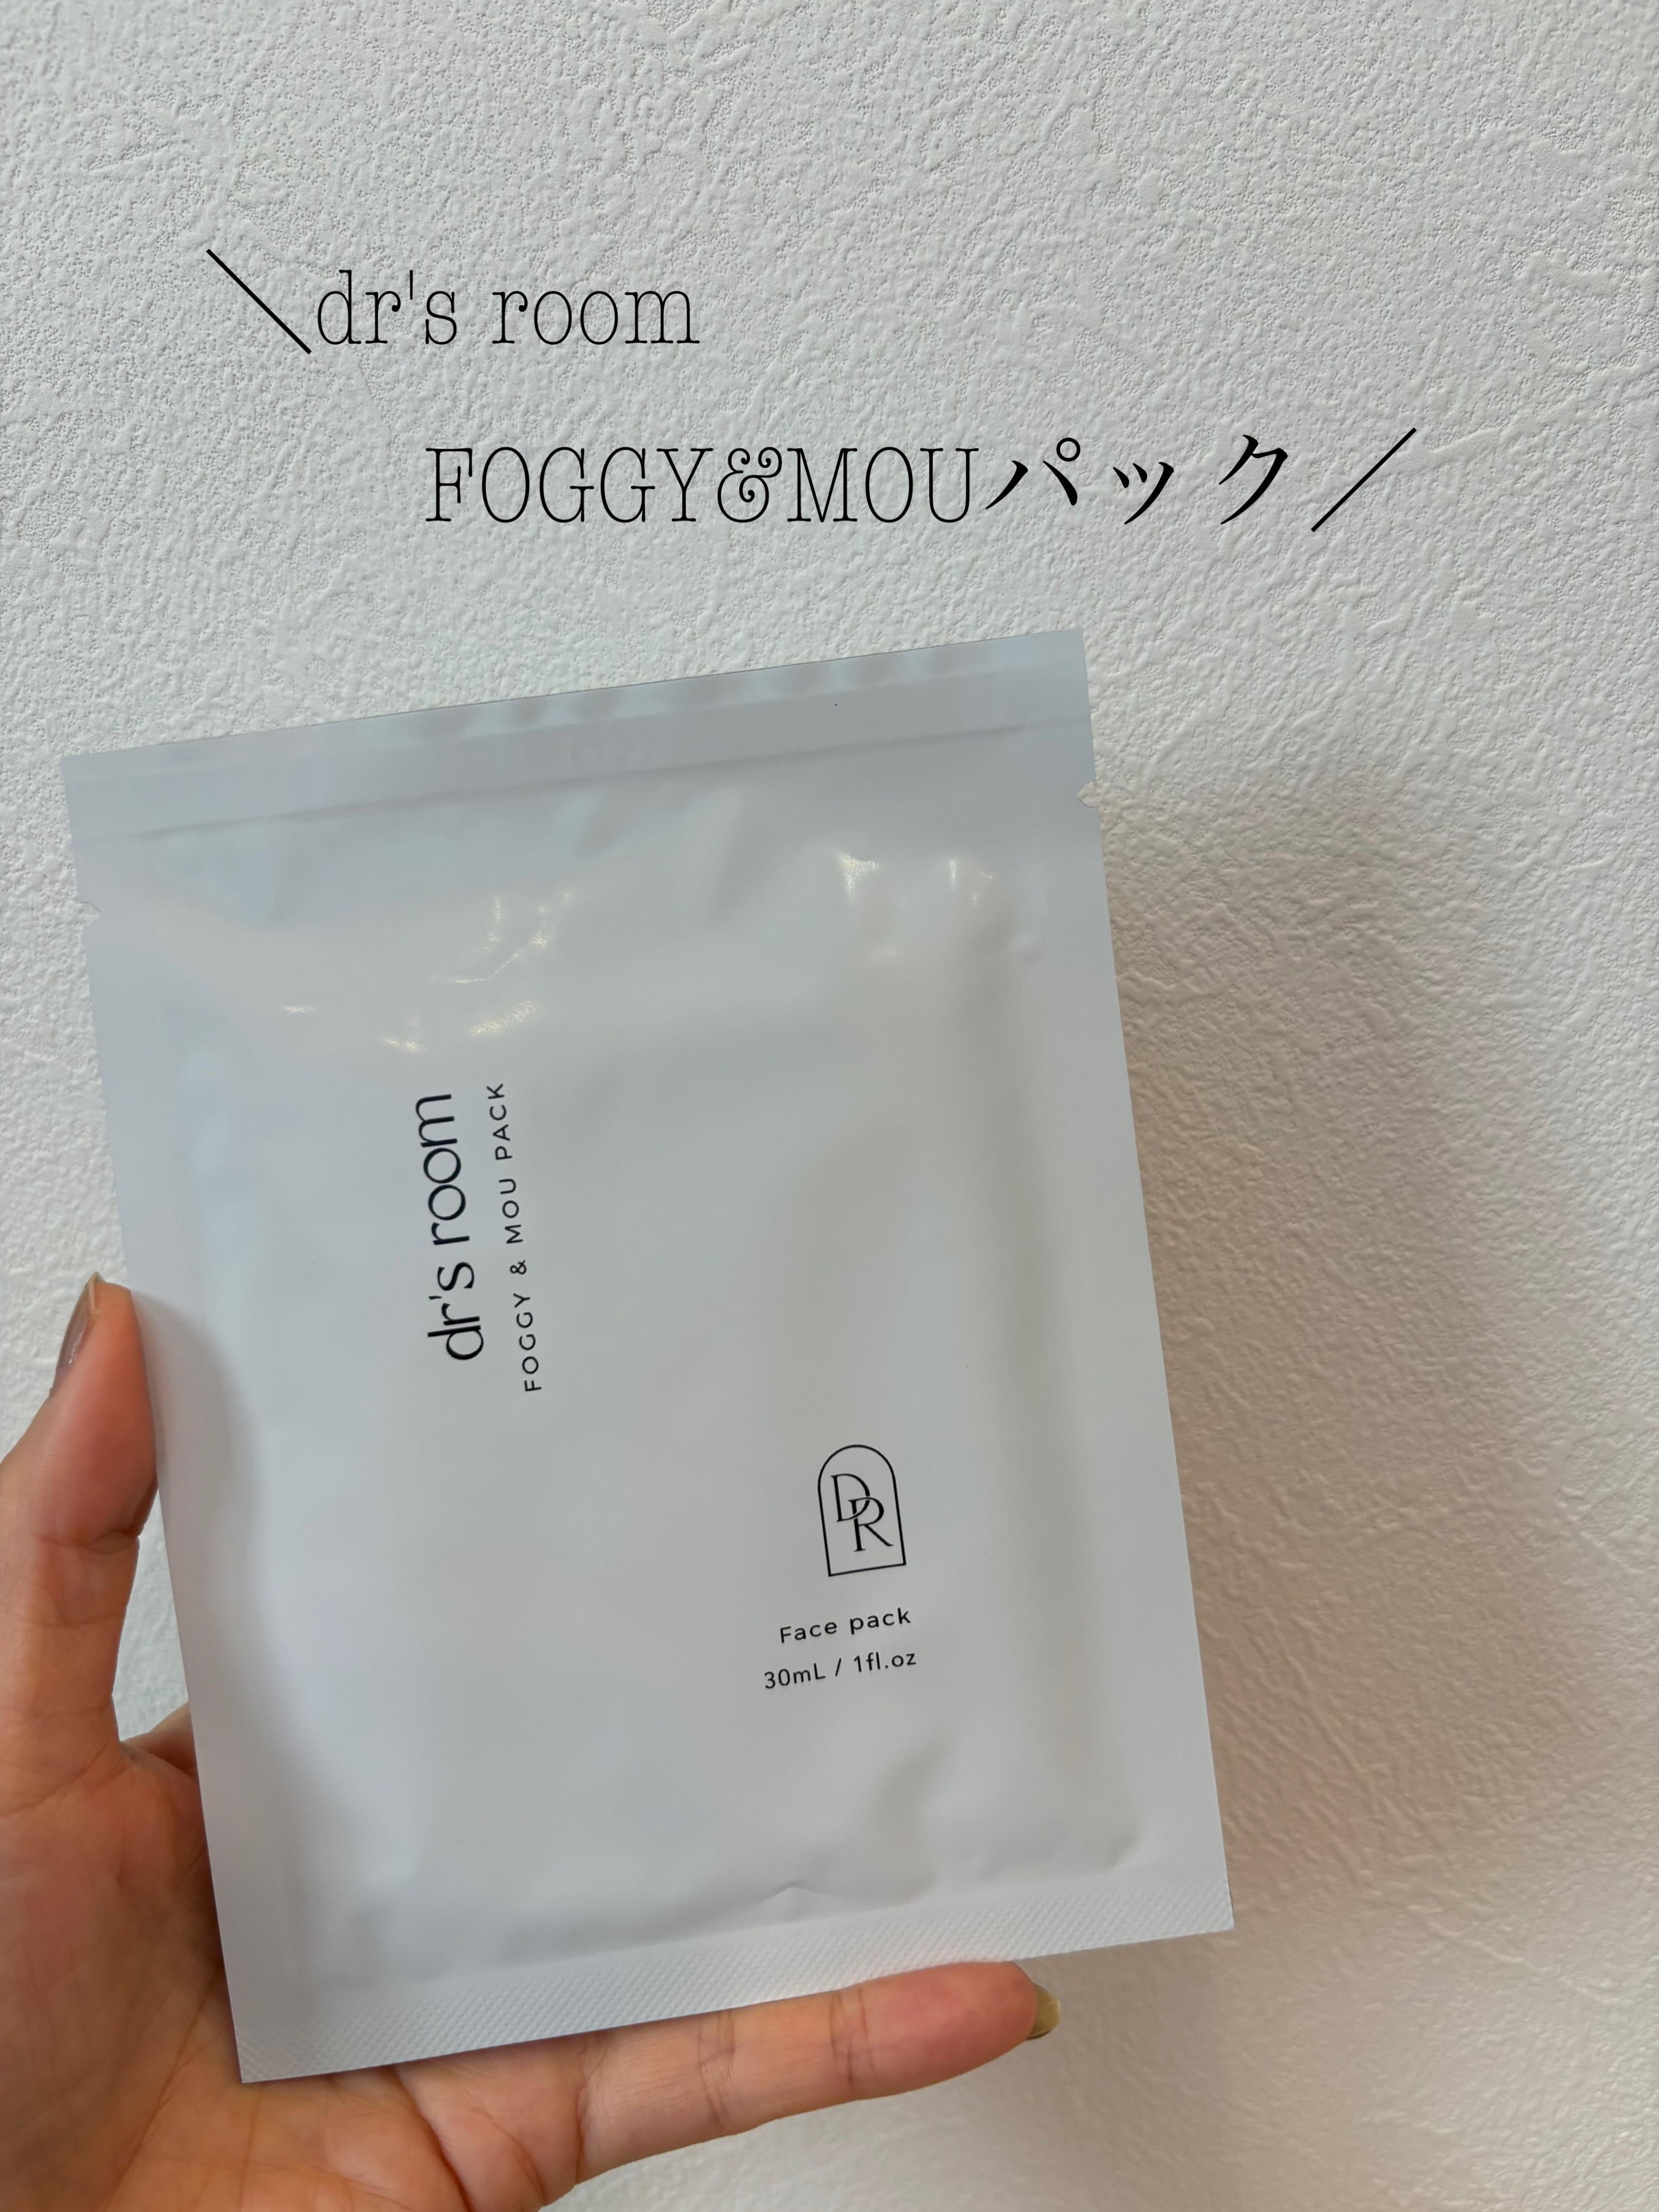 ＼dr's room
FOGGY&MOUパック／
dr's room
FOGGY & MOU PACK
DR
Face pack
30mL / 1fl.oz